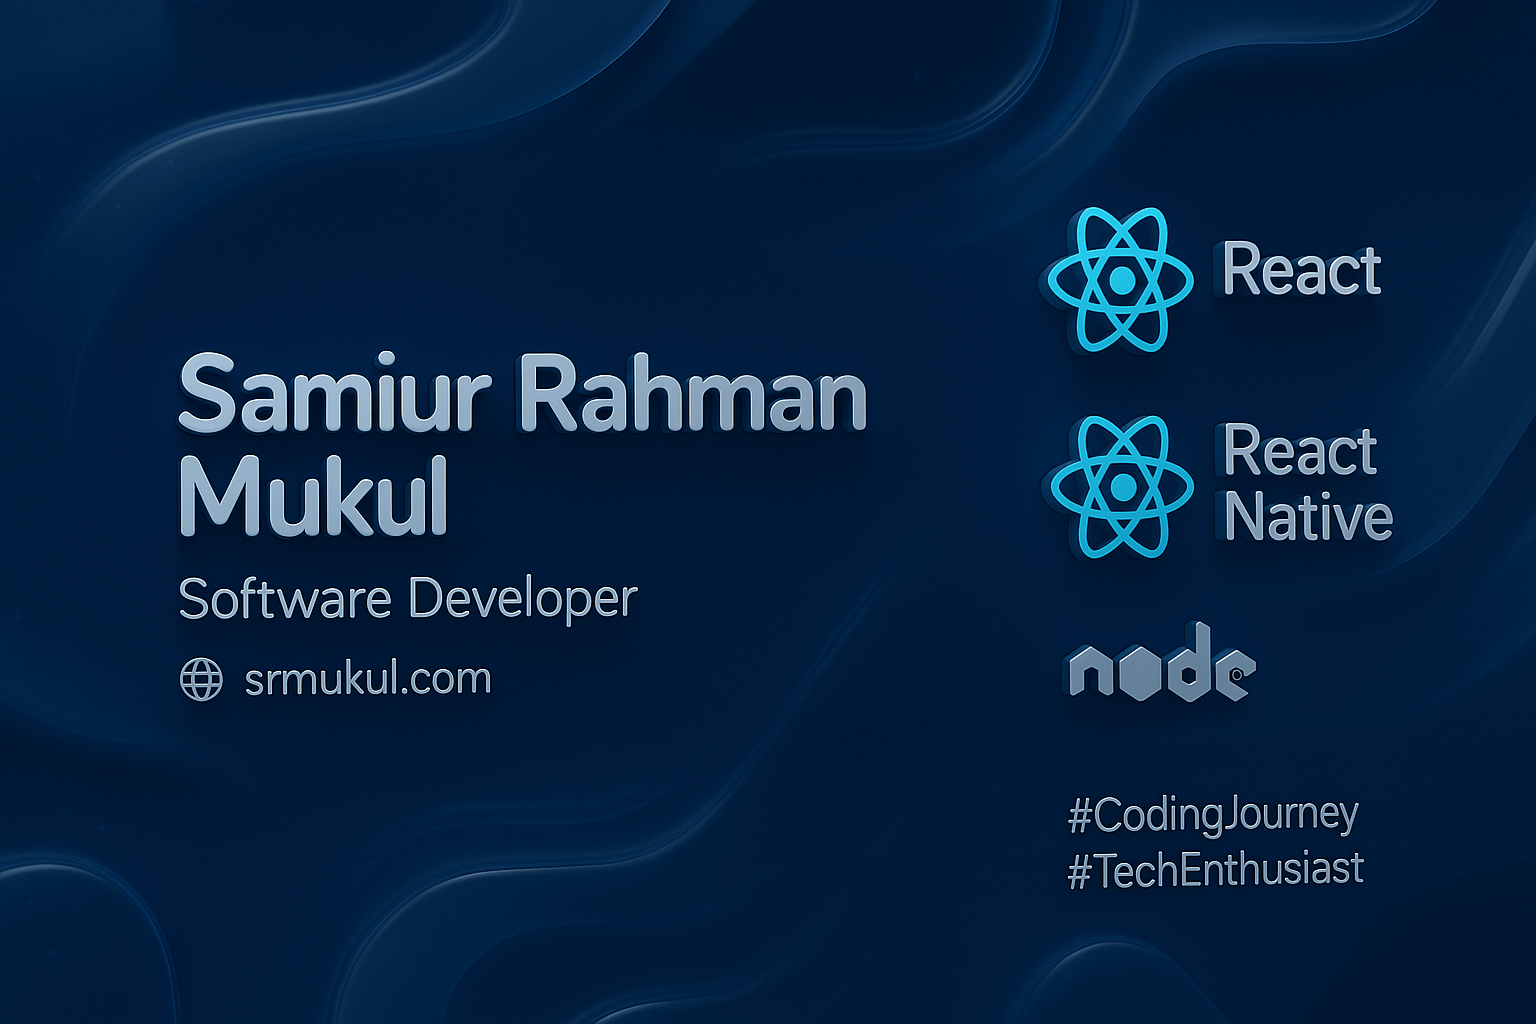 Samiur Rahman
Mukul
Software Developer
srmukul.com
React
React
Native
node
#CodingJourney
#TechEnthusiast